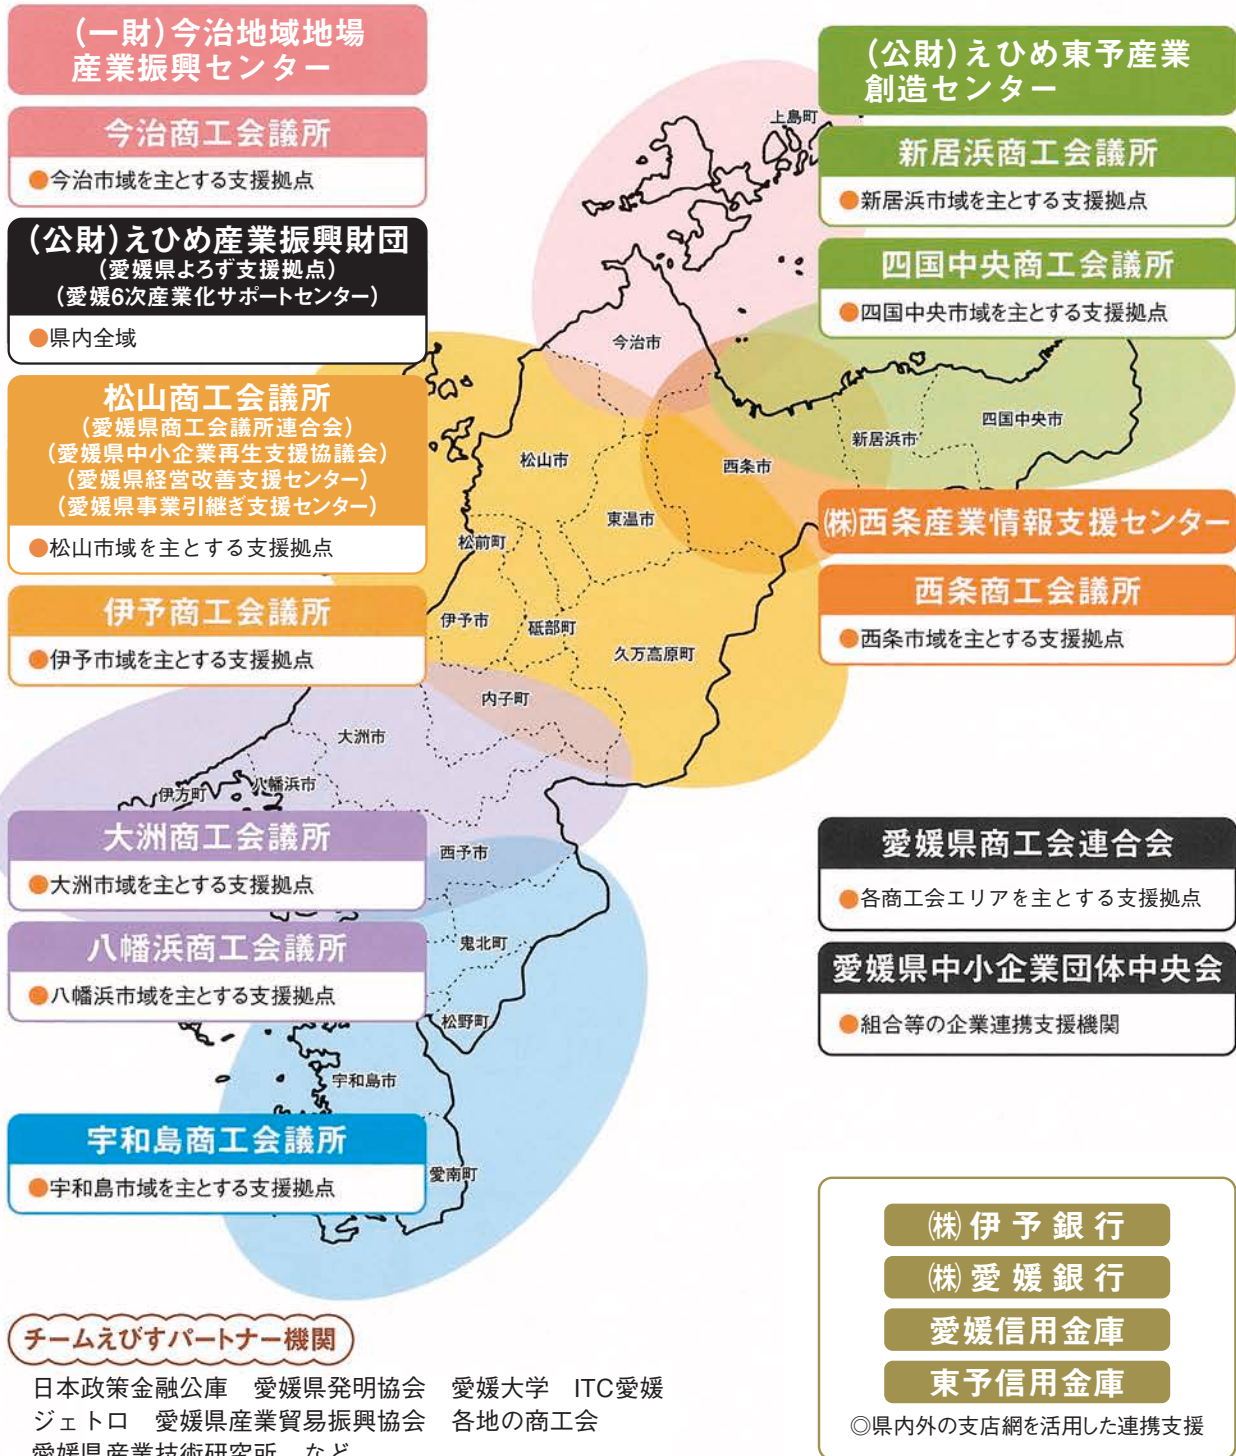 (一財)今治地域地場
産業振興センター
今治商工会議所
●今治市域を主とする支援拠点
(公財)えひめ産業振興財団
(愛媛県よろず支援拠点)
(愛媛6次産業化サポートセンター)
●県内全域
松山商工会議所
(愛媛県商工会議所連合会)
(愛媛県中小企業再生支援協議会)
(愛媛県経営改善支援センター)
(愛媛県事業引継ぎ支援センター)
●松山市域を主とする支援拠点
伊予商工会議所
●伊予市域を主とする支援拠点
大洲商工会議所
●大洲市域を主とする支援拠点
八幡浜商工会議所
●八幡浜市域を主とする支援拠点
宇和島商工会議所
●宇和島市域を主とする支援拠点
上島町
今治市
松山市
西条市
新居浜市
四国中央市
東温市
松前町
伊予市
砥部町
久万高原町
内子町
大洲市
八幡浜市
伊方町
西予市
鬼北町
松野町
宇和島市
愛南町
(公財)えひめ東予産業
創造センター
新居浜商工会議所
●新居浜市域を主とする支援拠点
四国中央商工会議所
●四国中央市域を主とする支援拠点
㈱西条産業情報支援センター
西条商工会議所
●西条市域を主とする支援拠点
愛媛県商工会連合会
●各商工会エリアを主とする支援拠点
愛媛県中小企業団体中央会
●組合等の企業連携支援機関
㈱伊予銀行
㈱愛媛銀行
愛媛信用金庫
東予信用金庫
◎県内外の支店網を活用した連携支援
チームえびすパートナー機関
日本政策金融公庫　愛媛県発明協会　愛媛大学　ITC愛媛
ジェトロ　愛媛県産業貿易振興協会　各地の商工会
愛媛県産業技術研究所　など